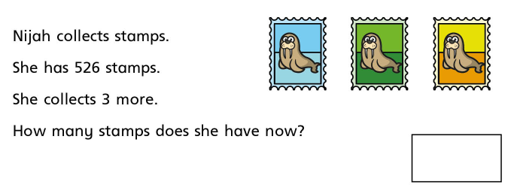 Nijah collects stamps.
She has 526 stamps.
She collects 3 more.
How many stamps does she have now?